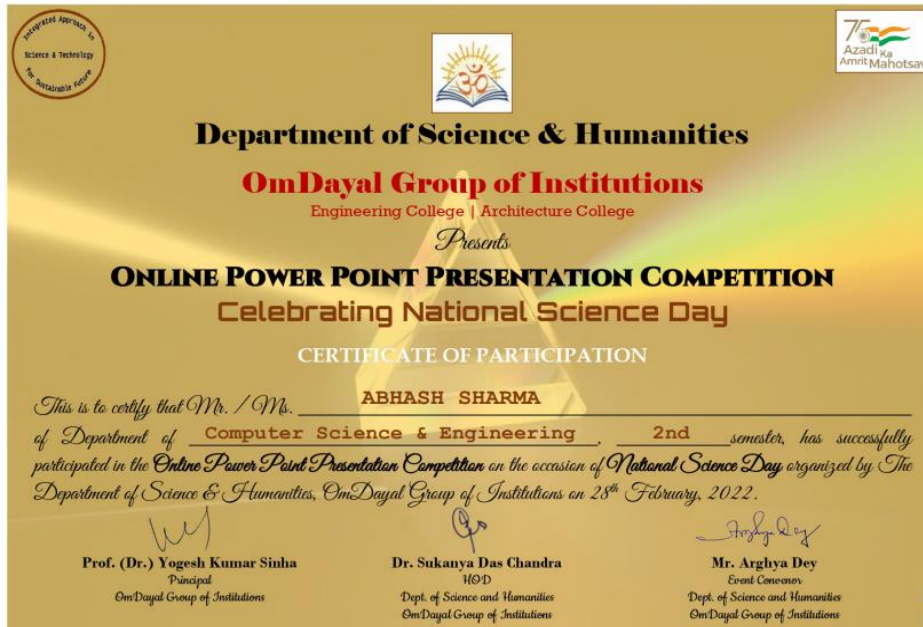 Integrated Approach in
Science & Technology
For Sustainable Future
75
Azadi Ka
Amrit Mahotsav
Department of Science & Humanities
OmDayal Group of Institutions
Engineering College | Architecture College
Presents
ONLINE POWER POINT PRESENTATION COMPETITION
Celebrating National Science Day
CERTIFICATE OF PARTICIPATION
This is to certify that Mr. / Ms. ABHASH SHARMA
of Department of Computer Science & Engineering, 2nd semester, has successfully
participated in the Online Power Point Presentation Competition on the occasion of National Science Day organized by The
Department of Science & Humanities, OmDayal Group of Institutions on 28th February, 2022.
Arghya Dey
Prof. (Dr.) Yogesh Kumar Sinha
Principal
OmDayal Group of Institutions
Dr. Sukanya Das Chandra
HOD
Dept. of Science and Humanities
OmDayal Group of Institutions
Mr. Arghya Dey
Event Convenor
Dept. of Science and Humanities
OmDayal Group of Institutions